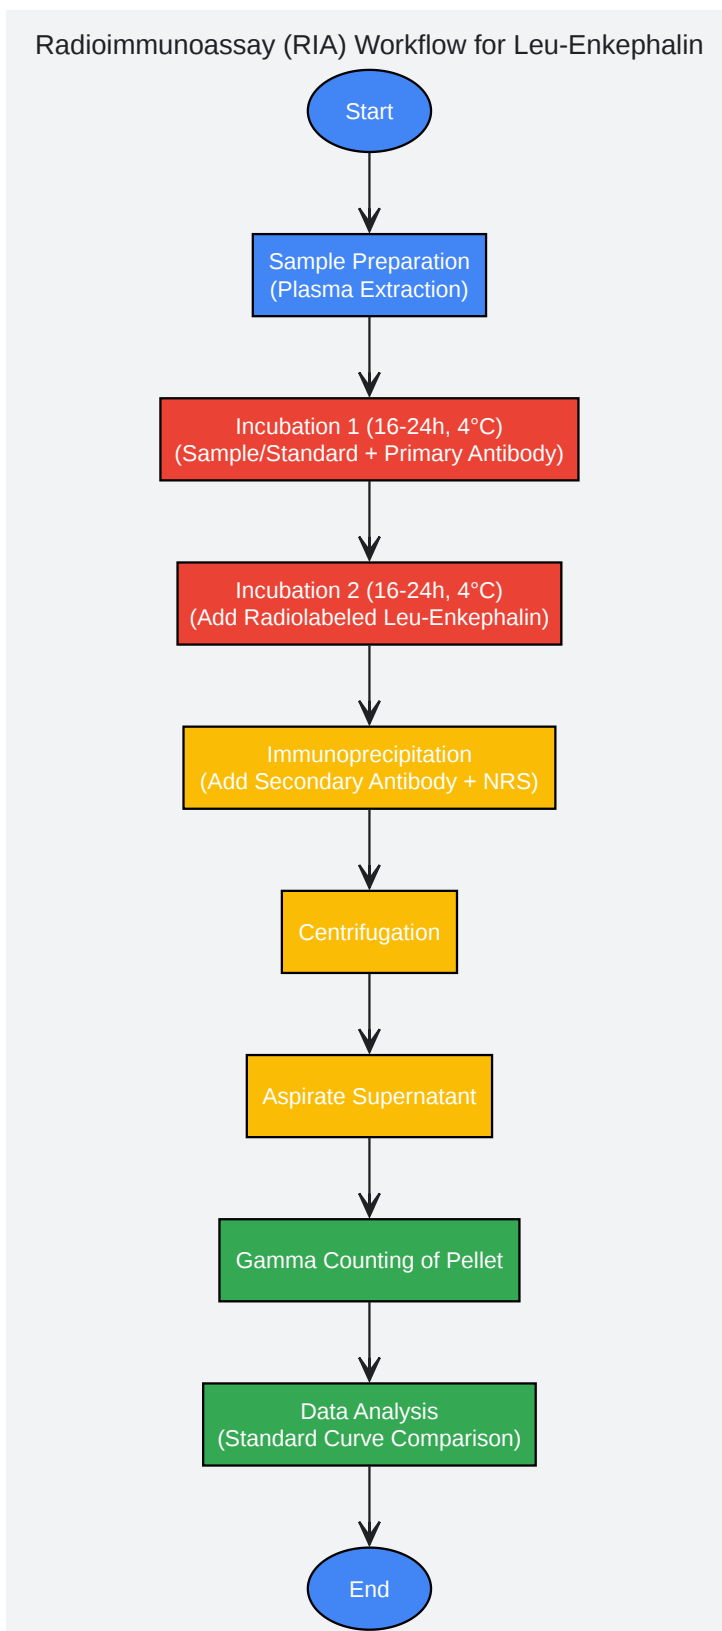 Radioimmunoassay (RIA) Workflow for Leu-Enkephalin
Start
Sample Preparation
(Plasma Extraction)
Incubation 1 (16-24h, 4°C)
(Sample/Standard + Primary Antibody)
Incubation 2 (16-24h, 4°C)
(Add Radiolabeled Leu-Enkephalin)
Immunoprecipitation
(Add Secondary Antibody + NRS)
Centrifugation
Aspirate Supernatant
Gamma Counting of Pellet
Data Analysis
(Standard Curve Comparison)
End